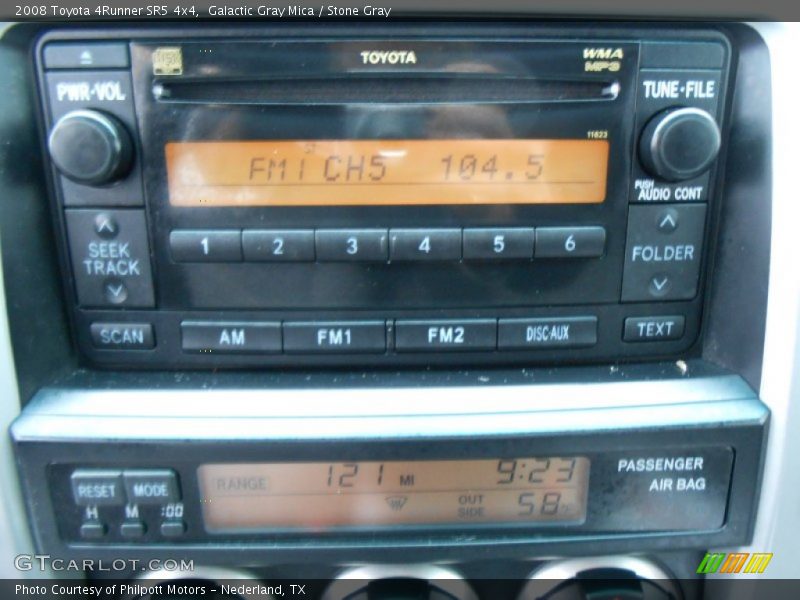 2008 Toyota 4Runner SR5 4x4,  Galactic Gray Mica / Stone Gray
TOYOTA
WMA
MP3
PWR·VOL
TUNE·FILE
11823
FM1 CH5 104.5
PUSH
AUDIO CONT
1 2 3 4 5 6
SEEK
TRACK
FOLDER
SCAN
AM FM1 FM2 DISC·AUX
TEXT
RESET MODE
H M :00
RANGE 121 MI 9:23
OUT
SIDE 58°F
PASSENGER
AIR BAG
GTCARLOT.COM
Photo Courtesy of Philpott Motors - Nederland, TX